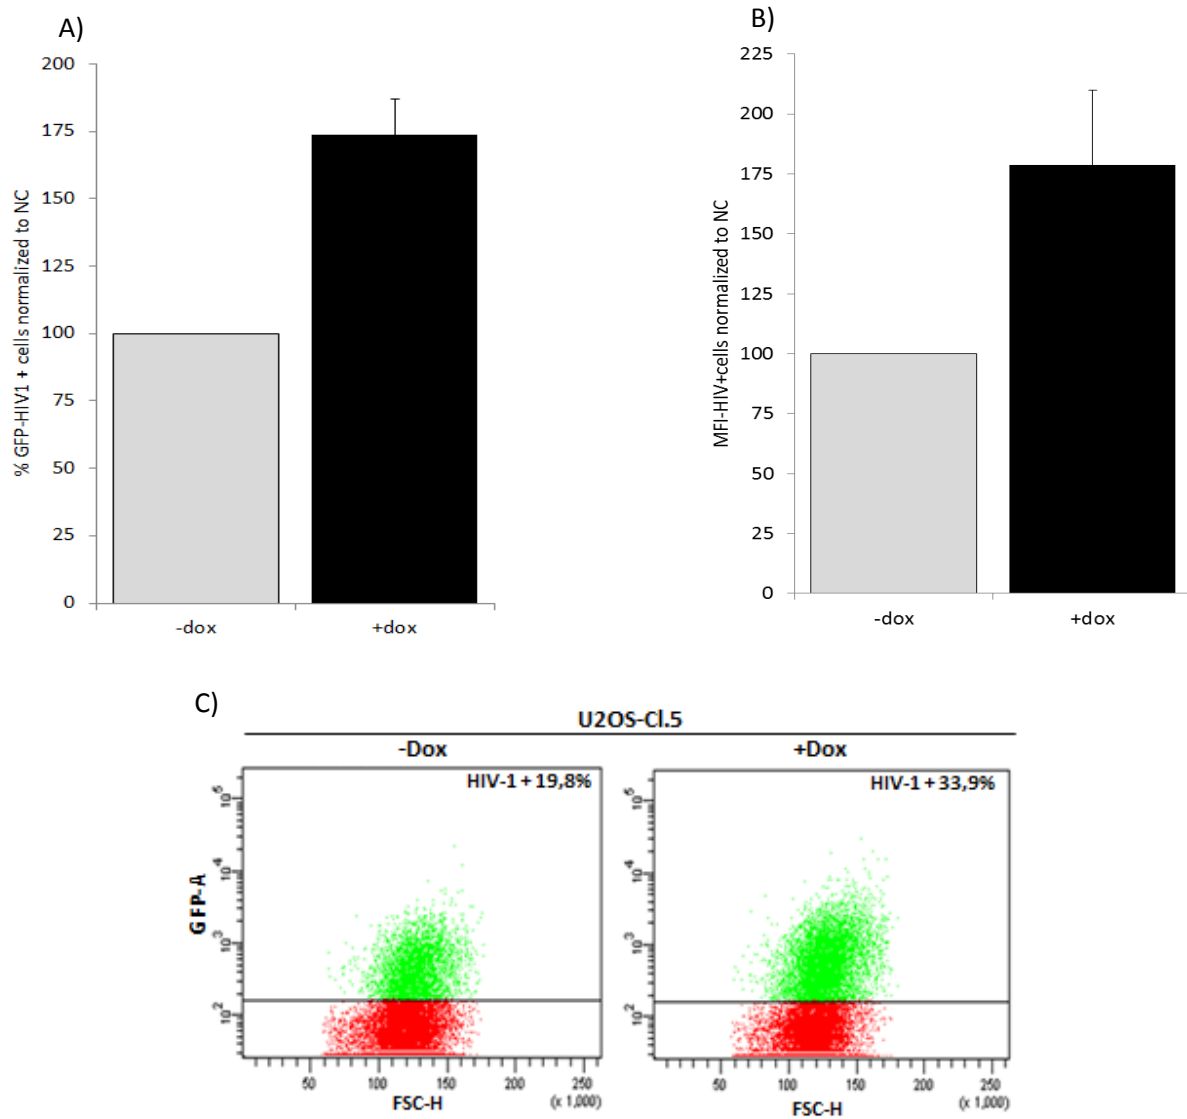 A)
200
175
150
125
100
75
50
25
0
% GFP-HIV1 + cells normalized to NC
-dox
+dox
B)
225
200
175
150
125
100
75
50
25
0
MFI-HIV+cells normalized to NC
-dox
+dox
C)
U2OS-Cl.5
-Dox
+Dox
HIV-1 + 19,8%
GFP-A
10^5
10^4
10^3
10^2
50 100 150 200 250
(x 1,000)
FSC-H
HIV-1 + 33,9%
10^5
10^4
10^3
10^2
50 100 150 200 250
(x 1,000)
FSC-H